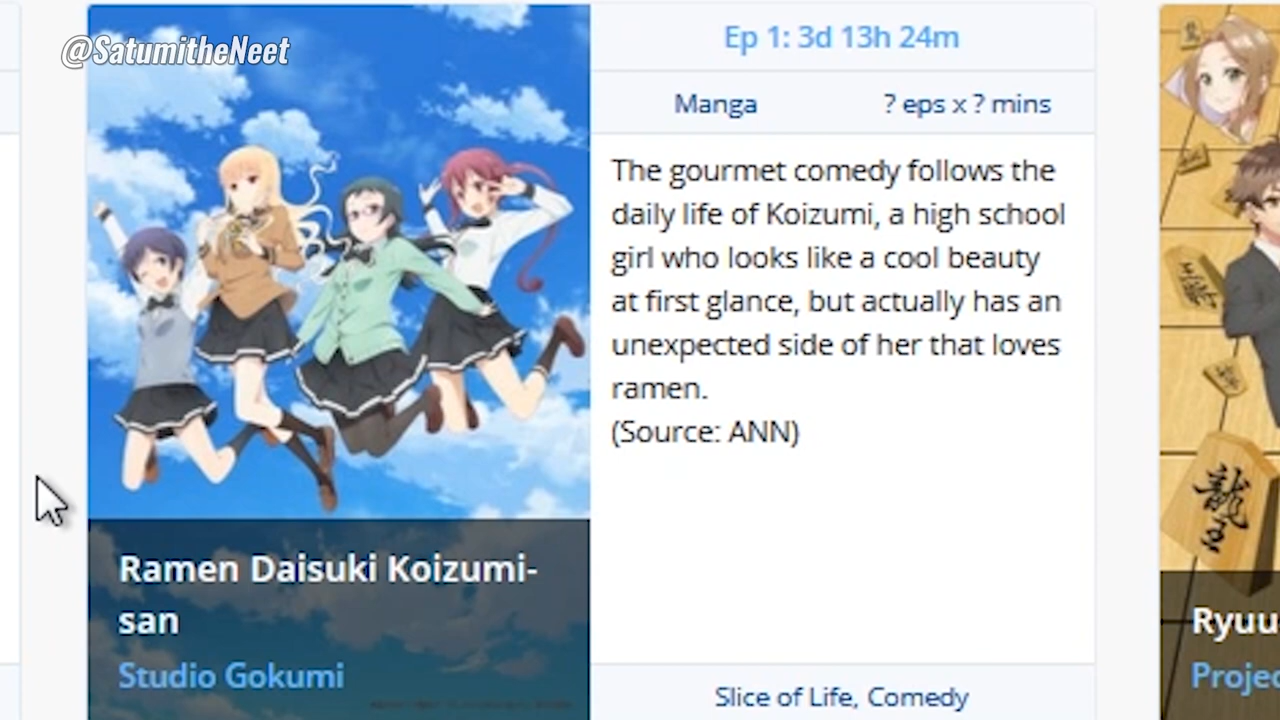 @SatumitheNeet
Ep 1: 3d 13h 24m
Manga
? eps x ? mins
The gourmet comedy follows the
daily life of Koizumi, a high school
girl who looks like a cool beauty
at first glance, but actually has an
unexpected side of her that loves
ramen.
(Source: ANN)
Ramen Daisuki Koizumi-
san
Studio Gokumi
Slice of Life, Comedy
龍王
Ryuu
Projec